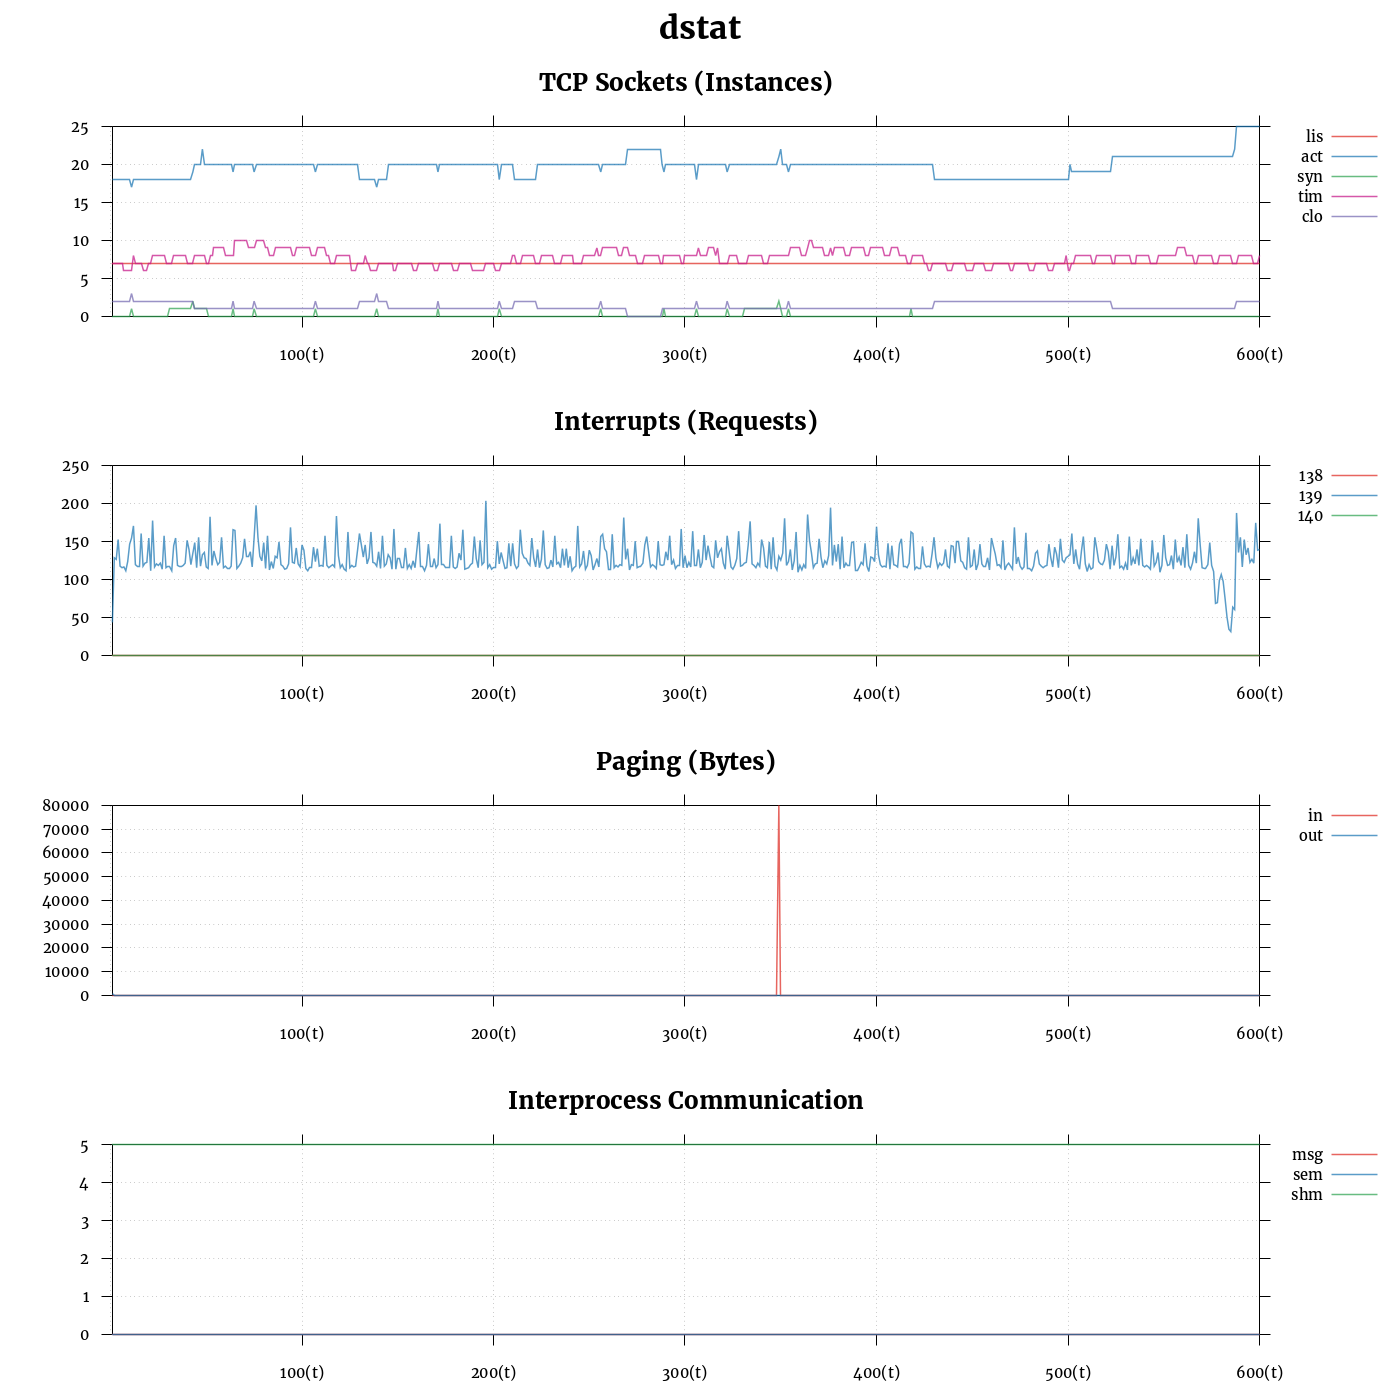 dstat
TCP Sockets (Instances)
25
20
15
10
5
0
100(t) 200(t) 300(t) 400(t) 500(t) 600(t)
lis
act
syn
tim
clo
Interrupts (Requests)
250
200
150
100
50
0
100(t) 200(t) 300(t) 400(t) 500(t) 600(t)
138
139
140
Paging (Bytes)
80000
70000
60000
50000
40000
30000
20000
10000
0
100(t) 200(t) 300(t) 400(t) 500(t) 600(t)
in
out
Interprocess Communication
5
4
3
2
1
0
100(t) 200(t) 300(t) 400(t) 500(t) 600(t)
msg
sem
shm